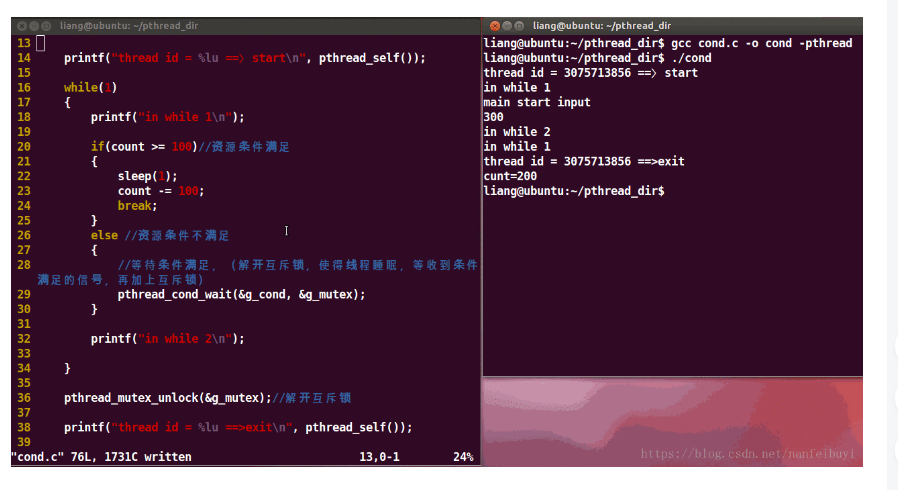 liang@ubuntu: ~/pthread_dir
13
14 printf("thread id = %lu ==〉start\n", pthread_self());
15
16 while(1)
17 {
18 printf("in while 1\n");
19
20 if(count >= 100)//资源条件满足
21 {
22 sleep(1);
23 count -= 100;
24 break;
25 }
26 else //资源条件不满足
27 {
28 //等待条件满足，（解开互斥锁，使得线程睡眠，等收到条件
满足的信号，再加上互斥锁）
29 pthread_cond_wait(&g_cond, &g_mutex);
30 }
31
32 printf("in while 2\n");
33
34 }
35
36 pthread_mutex_unlock(&g_mutex);//解开互斥锁
37
38 printf("thread id = %lu ==>exit\n", pthread_self());
39
"cond.c" 76L, 1731C written 13,0-1 24%
liang@ubuntu: ~/pthread_dir
liang@ubuntu:~/pthread_dir$ gcc cond.c -o cond -pthread
liang@ubuntu:~/pthread_dir$ ./cond
thread id = 3075713856 ==〉start
in while 1
main start input
300
in while 2
in while 1
thread id = 3075713856 ==>exit
cunt=200
liang@ubuntu:~/pthread_dir$
https://blog.csdn.net/nanfeibuyi